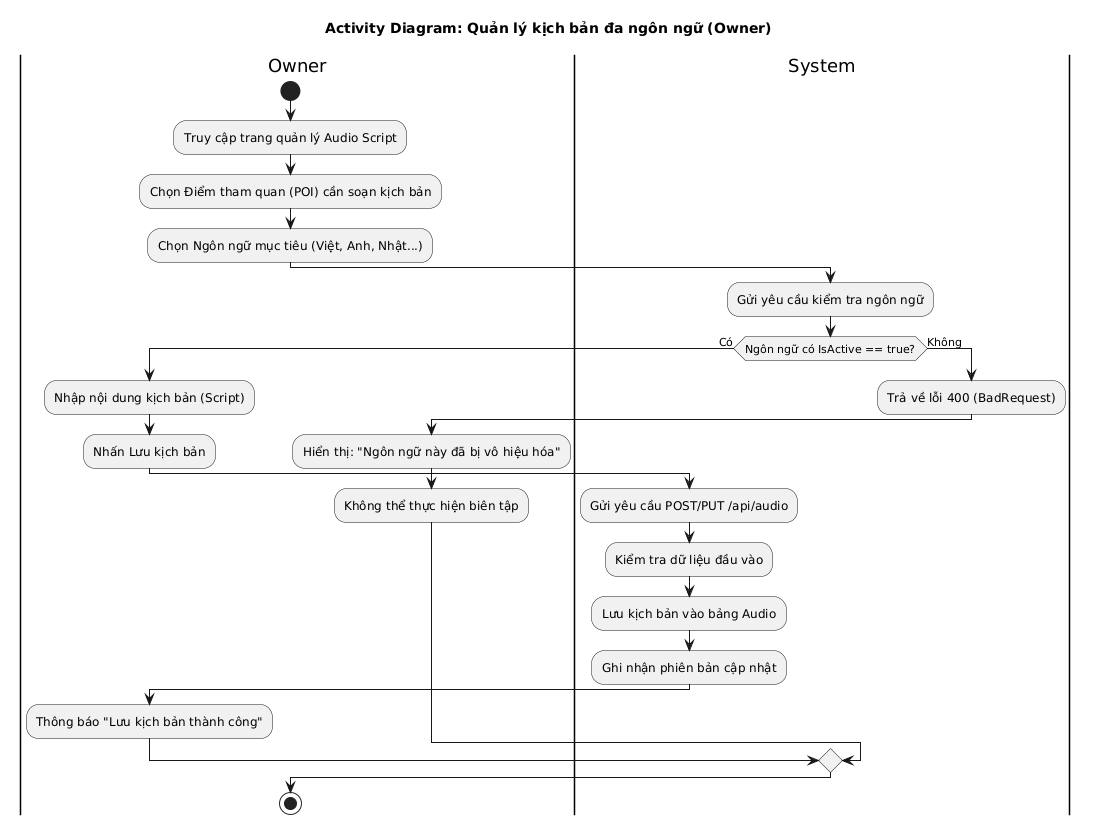 Activity Diagram: Quản lý kịch bản đa ngôn ngữ (Owner)
Owner
System
Truy cập trang quản lý Audio Script
Chọn Điểm tham quan (POI) cần soạn kịch bản
Chọn Ngôn ngữ mục tiêu (Việt, Anh, Nhật...)
Gửi yêu cầu kiểm tra ngôn ngữ
Có
Ngôn ngữ có IsActive == true?
Không
Nhập nội dung kịch bản (Script)
Trả về lỗi 400 (BadRequest)
Nhấn Lưu kịch bản
Hiển thị: "Ngôn ngữ này đã bị vô hiệu hóa"
Không thể thực hiện biên tập
Gửi yêu cầu POST/PUT /api/audio
Kiểm tra dữ liệu đầu vào
Lưu kịch bản vào bảng Audio
Ghi nhận phiên bản cập nhật
Thông báo "Lưu kịch bản thành công"